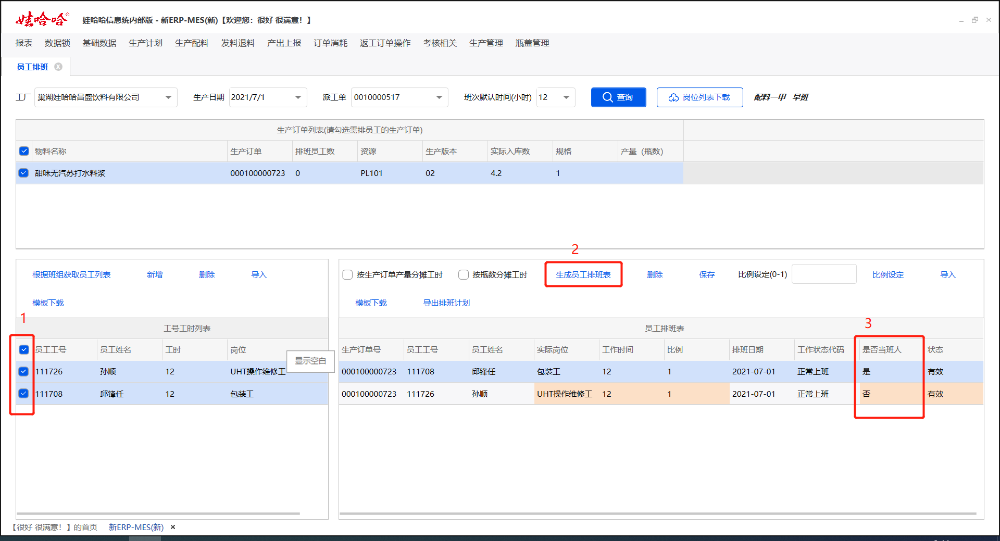 娃哈哈®
娃哈哈信息统内部版 - 新ERP-MES(新)【欢迎您：很好 很满意！】
报表 数据锁 基础数据 生产计划 生产配料 发料退料 产出上报 订单消耗 返工订单操作 考核相关 生产管理 瓶盖管理
员工排班
工厂 巢湖娃哈哈昌盛饮料有限公司 生产日期 2021/7/1 派工单 0010000517 班次默认时间(小时) 12 查询 岗位列表下载 配料一甲 早班
生产订单列表(请勾选需排员工的生产订单)
物料名称 生产订单 排班员工数 资源 生产版本 实际入库数 规格 产量（瓶数）
甜味无汽苏打水料浆 000100000723 0 PL101 02 4.2 1
2
根据班组获取员工列表 新增 删除 导入
模板下载
1
工号工时列表
员工工号 员工姓名 工时 岗位
显示空白
111726 孙顺 12 UHT操作维修工
111708 邱锋任 12 包装工
按生产订单产量分摊工时 按瓶数分摊工时 生成员工排班表 删除 保存 比例设定(0-1) 比例设定 导入
模板下载 导出排班计划
3
员工排班表
生产订单号 员工工号 员工姓名 实际岗位 工作时间 比例 排班日期 工作状态代码 是否当班人 状态
000100000723 111708 邱锋任 包装工 12 1 2021-07-01 正常上班 是 有效
000100000723 111726 孙顺 UHT操作维修工 12 1 2021-07-01 正常上班 否 有效
【很好 很满意！】的首页 新ERP-MES(新)